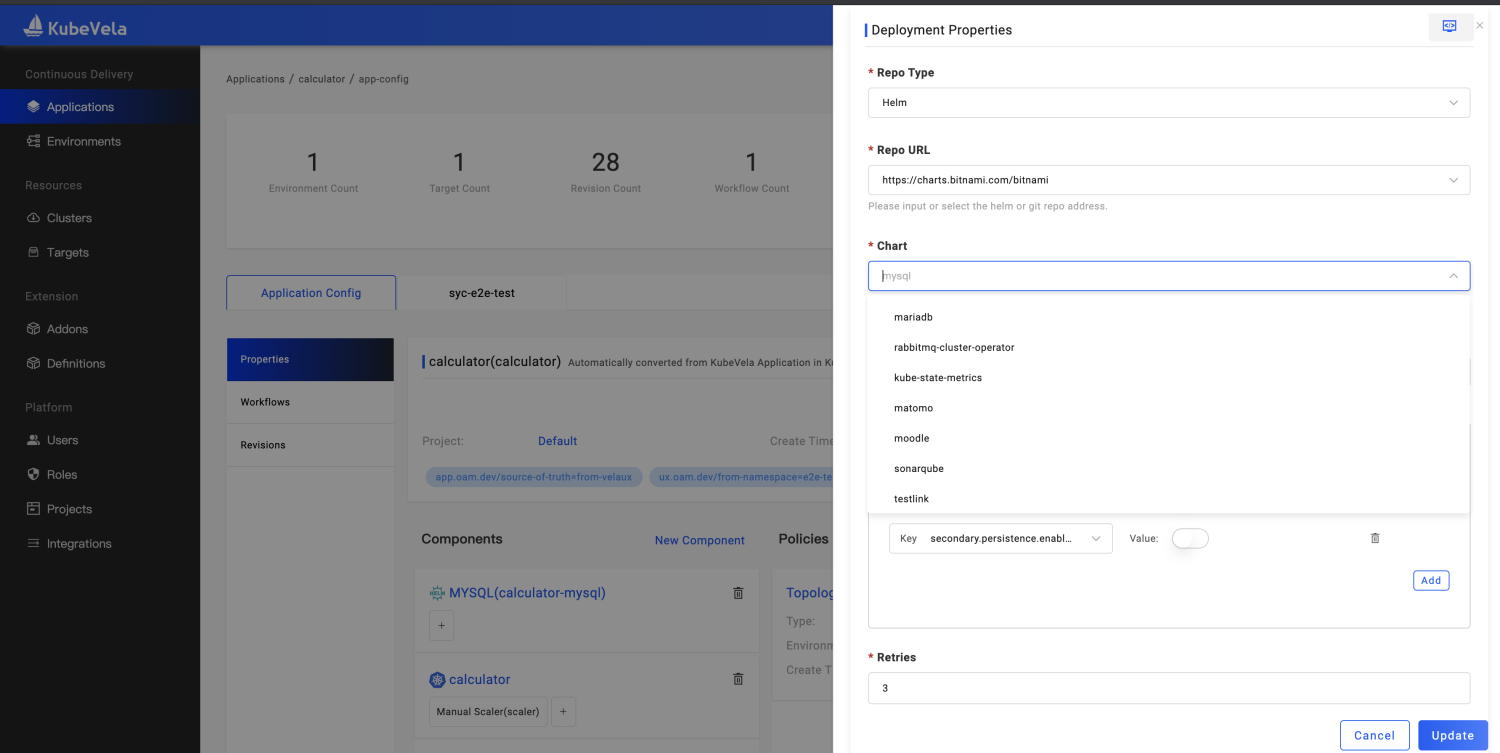 KubeVela
Continuous Delivery
Applications
Environments
Resources
Clusters
Targets
Extension
Addons
Definitions
Platform
Users
Roles
Projects
Integrations
Applications / calculator / app-config
1
Environment Count
1
Target Count
28
Revision Count
1
Workflow Count
Application Config
syc-e2e-test
Properties
Workflows
Revisions
calculator(calculator) Automatically converted from KubeVela Application in Ku
Project: Default Create Time
app.oam.dev/source-of-truth=from-velaux ux.oam.dev/from-namespace=e2e-te
Components New Component
HELM MYSQL(calculator-mysql)
+
calculator
Manual Scaler(scaler) +
Policies
Topolog
Type:
Environm
Create T
Deployment Properties
* Repo Type
Helm
* Repo URL
https://charts.bitnami.com/bitnami
Please input or select the helm or git repo address.
* Chart
mysql
mariadb
rabbitmq-cluster-operator
kube-state-metrics
matomo
moodle
sonarqube
testlink
Key secondary.persistence.enabl... Value:
Add
* Retries
3
Cancel Update